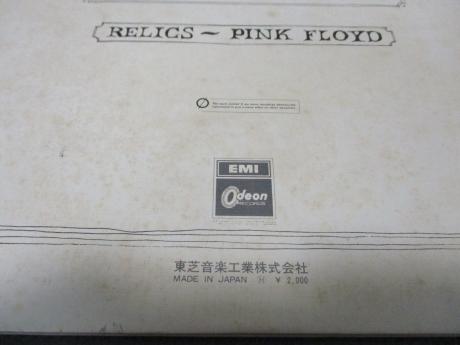 RELICS ~ PINK FLOYD
EMI
Odeon
RECORDS
東芝音楽工業株式会社
MADE IN JAPAN H ¥ 2,000